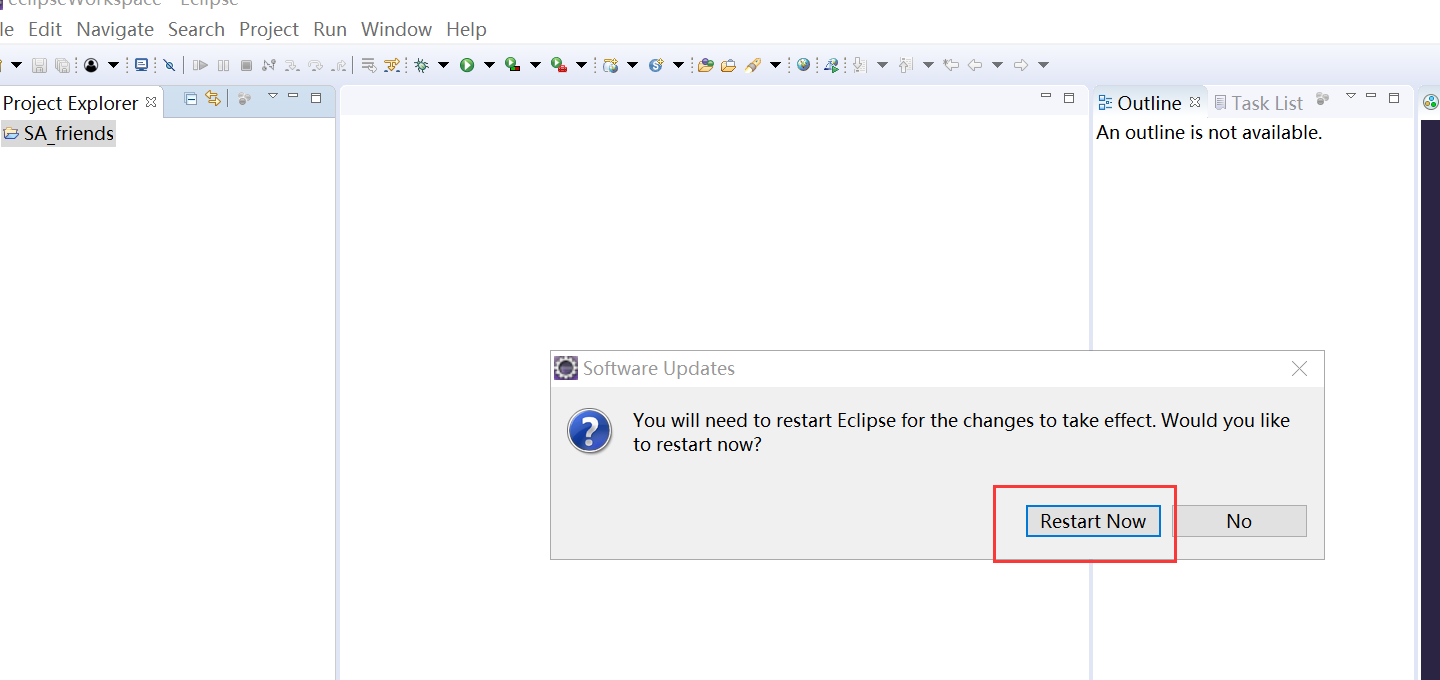 eclipseWorkspace - Eclipse
le Edit Navigate Search Project Run Window Help
Project Explorer
Outline
Task List
SA_friends
An outline is not available.
Software Updates
You will need to restart Eclipse for the changes to take effect. Would you like
to restart now?
Restart Now
No